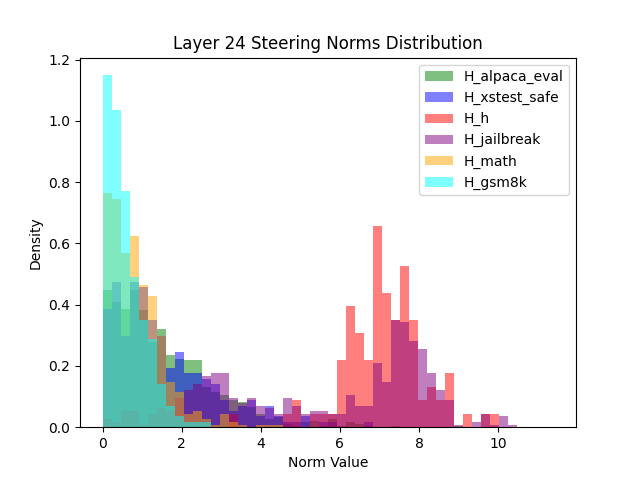 Layer 24 Steering Norms Distribution
1.2
1.0
0.8
0.6
0.4
0.2
0.0
Density
H_alpaca_eval
H_xstest_safe
H_h
H_jailbreak
H_math
H_gsm8k
0 2 4 6 8 10
Norm Value